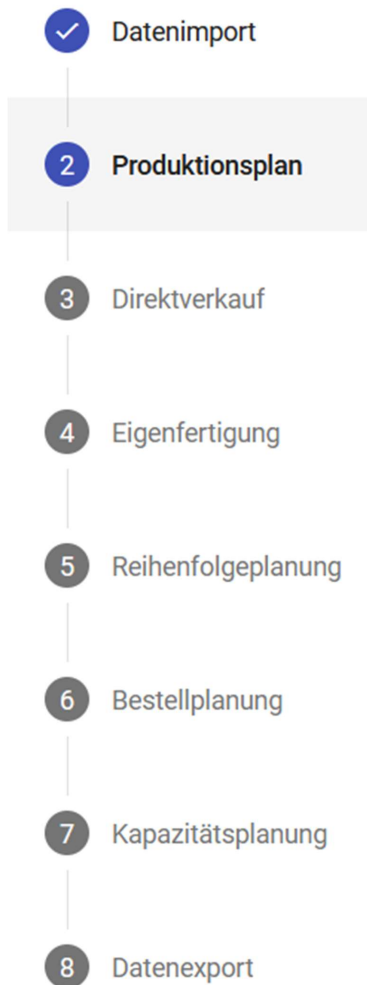 Datenimport
2 Produktionsplan
3 Direktverkauf
4 Eigenfertigung
5 Reihenfolgeplanung
6 Bestellplanung
7 Kapazitätsplanung
8 Datenexport